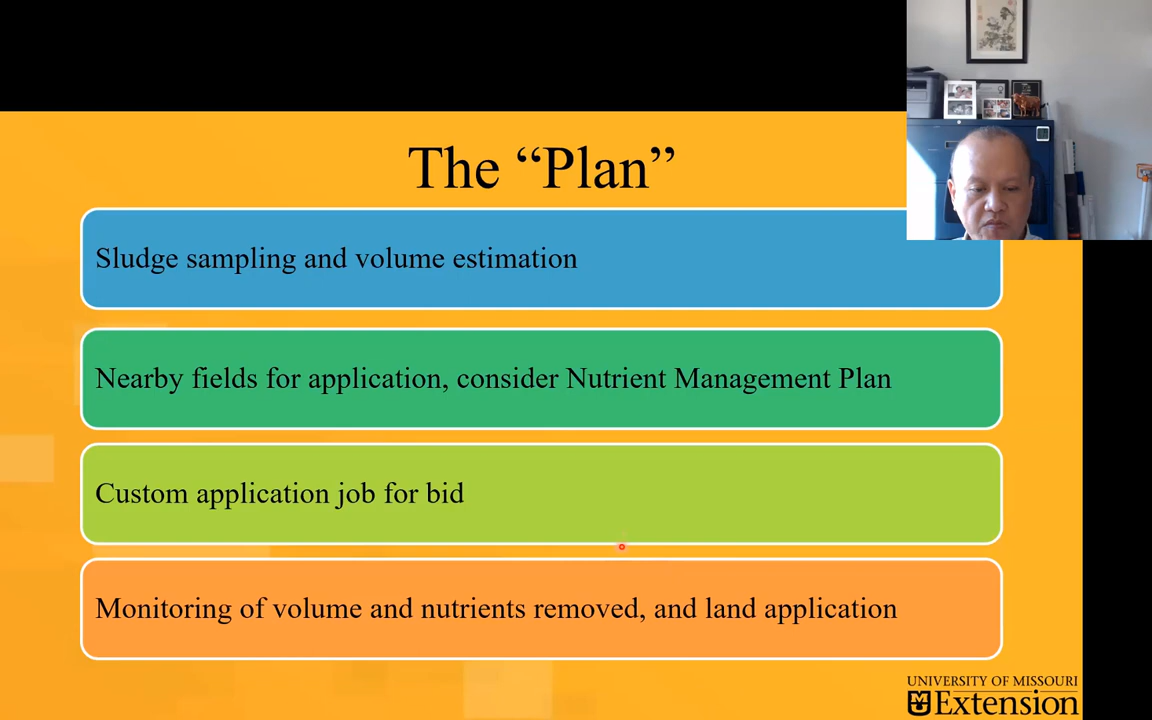 The “Plan”
Sludge sampling and volume estimation
Nearby fields for application, consider Nutrient Management Plan
Custom application job for bid
Monitoring of volume and nutrients removed, and land application
UNIVERSITY OF MISSOURI
Extension